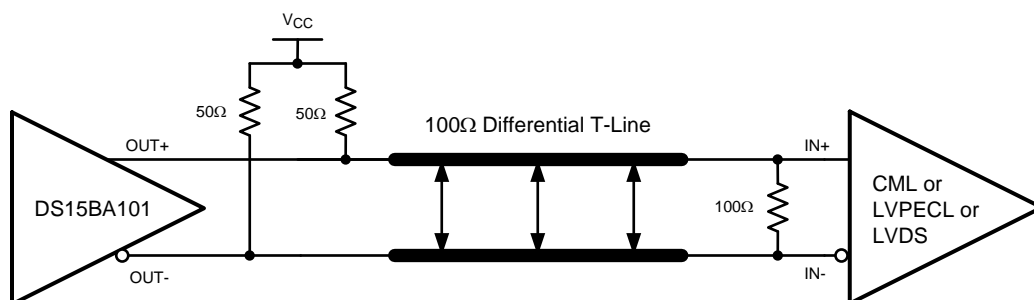 VCC
50Ω
50Ω
100Ω Differential T-Line
OUT+
IN+
DS15BA101
100Ω
CML or
LVPECL or
LVDS
OUT-
IN-